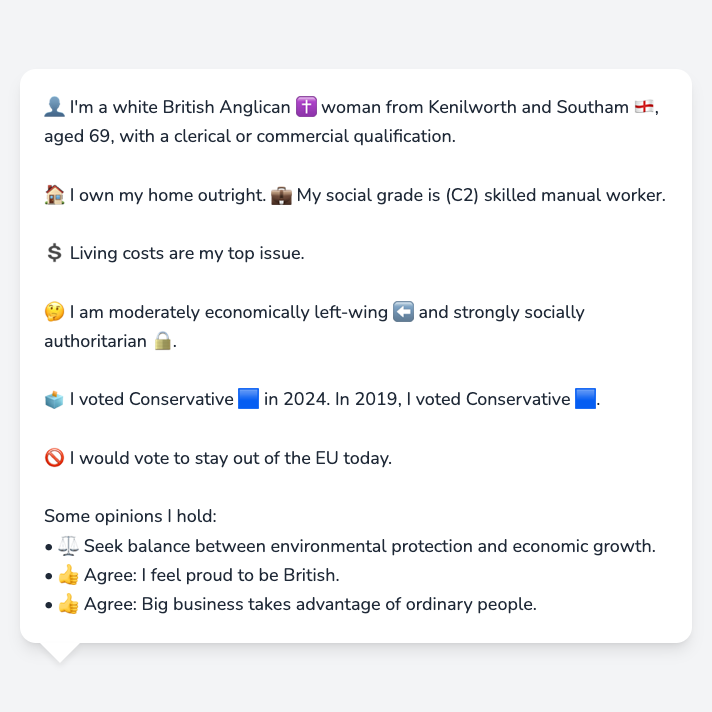 👤 I'm a white British Anglican ✝️ woman from Kenilworth and Southam 🏴󠁧󠁢󠁥󠁮󠁧󠁿,
aged 69, with a clerical or commercial qualification.
🏠 I own my home outright. 💼 My social grade is (C2) skilled manual worker.
💲 Living costs are my top issue.
🤔 I am moderately economically left-wing ⬅️ and strongly socially
authoritarian 🔒.
🗳️ I voted Conservative 🟦 in 2024. In 2019, I voted Conservative 🟦.
🚫 I would vote to stay out of the EU today.
Some opinions I hold:
• ⚖️ Seek balance between environmental protection and economic growth.
• 👍 Agree: I feel proud to be British.
• 👍 Agree: Big business takes advantage of ordinary people.